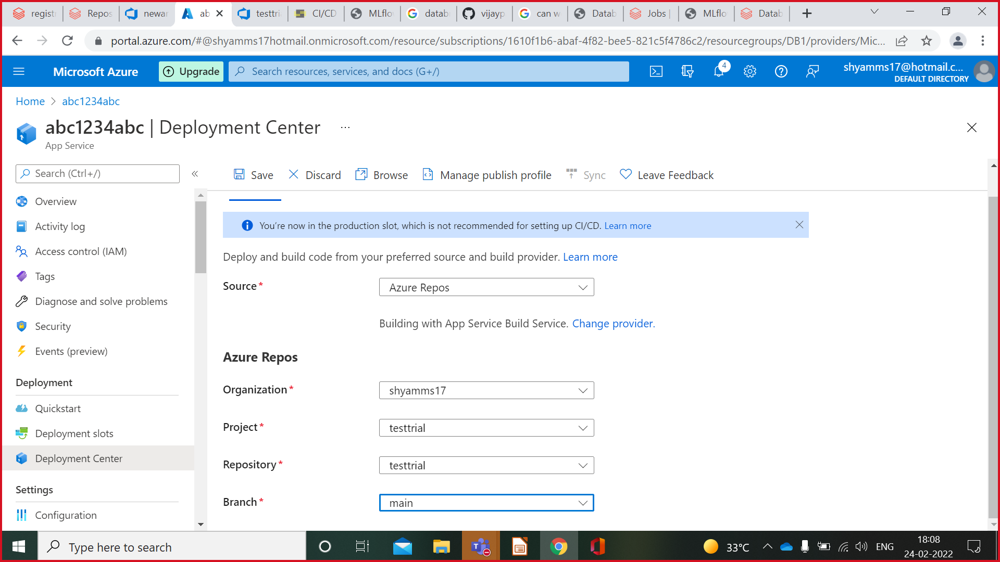 registr
Repos
newar
ab
testtri
CI/CD
MLflo
datab
vijayp
can w
Datab
Jobs |
MLflo
Datab
portal.azure.com/#@shyamms17hotmail.onmicrosoft.com/resource/subscriptions/1610f1b6-abaf-4f82-bee5-821c5f4786c2/resourcegroups/DB1/providers/Mic...
Microsoft Azure
Upgrade
Search resources, services, and docs (G+/)
4
shyamms17@hotmail.c...
DEFAULT DIRECTORY
Home > abc1234abc
abc1234abc | Deployment Center ...
App Service
Search (Ctrl+/)
«
Save
Discard
Browse
Manage publish profile
Sync
Leave Feedback
Overview
Activity log
Access control (IAM)
Tags
Diagnose and solve problems
Security
Events (preview)
Deployment
Quickstart
Deployment slots
Deployment Center
Settings
Configuration
You're now in the production slot, which is not recommended for setting up CI/CD. Learn more
Deploy and build code from your preferred source and build provider. Learn more
Source* Azure Repos
Building with App Service Build Service. Change provider.
Azure Repos
Organization* shyamms17
Project* testtrial
Repository* testtrial
Branch* main
Type here to search
33°C
ENG
18:08
24-02-2022